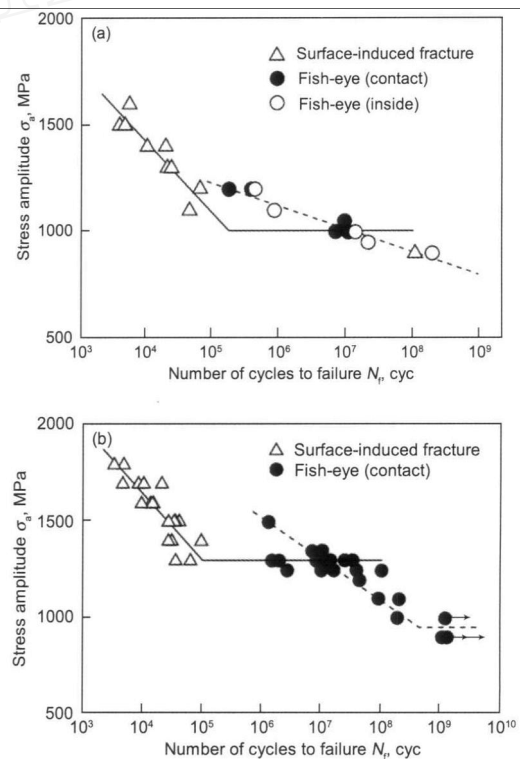 2000
(a)
Surface-induced fracture
Fish-eye (contact)
Fish-eye (inside)
1500
1000
500
Stress amplitude σa, MPa
10³ 10⁴ 10⁵ 10⁶ 10⁷ 10⁸ 10⁹
Number of cycles to failure Nf, cyc
2000
(b)
Surface-induced fracture
Fish-eye (contact)
1500
1000
500
Stress amplitude σa, MPa
10³ 10⁴ 10⁵ 10⁶ 10⁷ 10⁸ 10⁹ 10¹⁰
Number of cycles to failure Nf, cyc